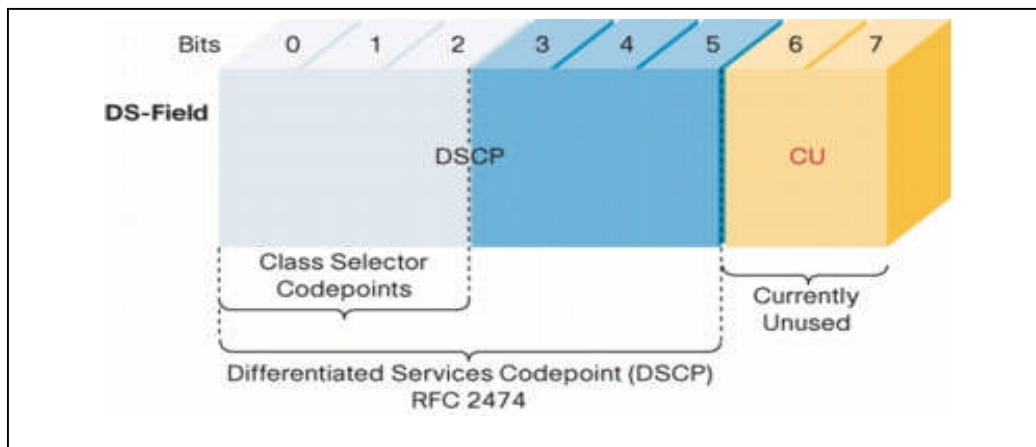 Bits 0 1 2 3 4 5 6 7
DS-Field
DSCP
CU
Class Selector
Codepoints
Currently
Unused
Differentiated Services Codepoint (DSCP)
RFC 2474